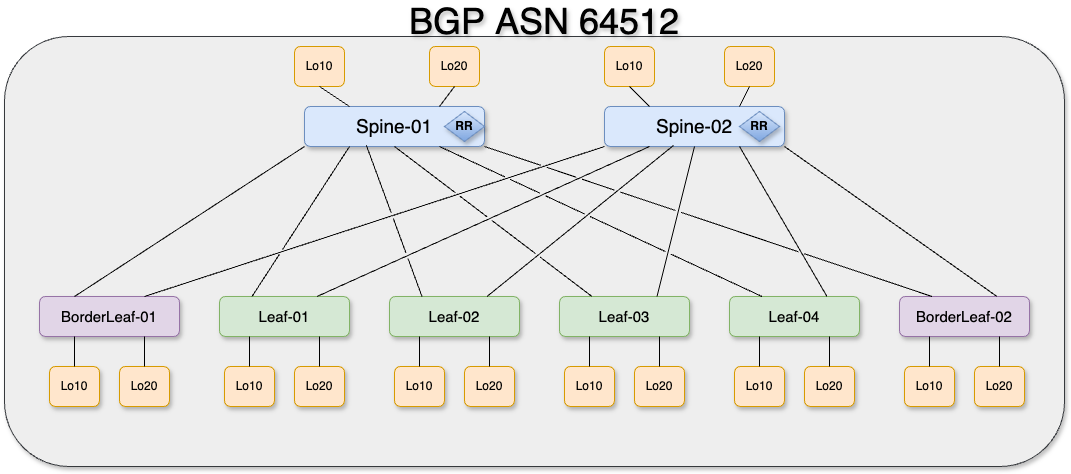 BGP ASN 64512
Lo10 Lo20 Lo10 Lo20
Spine-01 RR Spine-02 RR
BorderLeaf-01 Leaf-01 Leaf-02 Leaf-03 Leaf-04 BorderLeaf-02
Lo10 Lo20 Lo10 Lo20 Lo10 Lo20 Lo10 Lo20 Lo10 Lo20 Lo10 Lo20